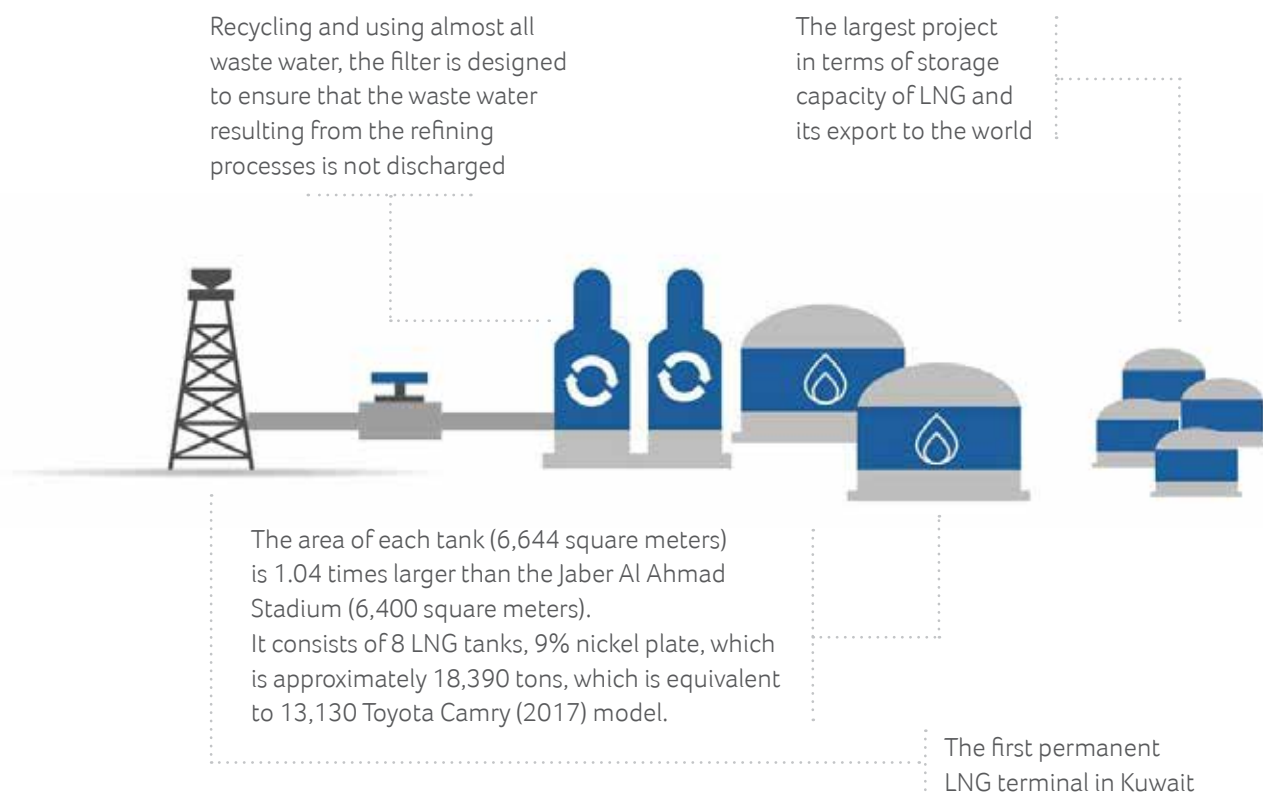 Recycling and using almost all
waste water, the filter is designed
to ensure that the waste water
resulting from the refining
processes is not discharged
The largest project
in terms of storage
capacity of LNG and
its export to the world
The area of each tank (6,644 square meters)
is 1.04 times larger than the Jaber Al Ahmad
Stadium (6,400 square meters).
It consists of 8 LNG tanks, 9% nickel plate, which
is approximately 18,390 tons, which is equivalent
to 13,130 Toyota Camry (2017) model.
The first permanent
LNG terminal in Kuwait